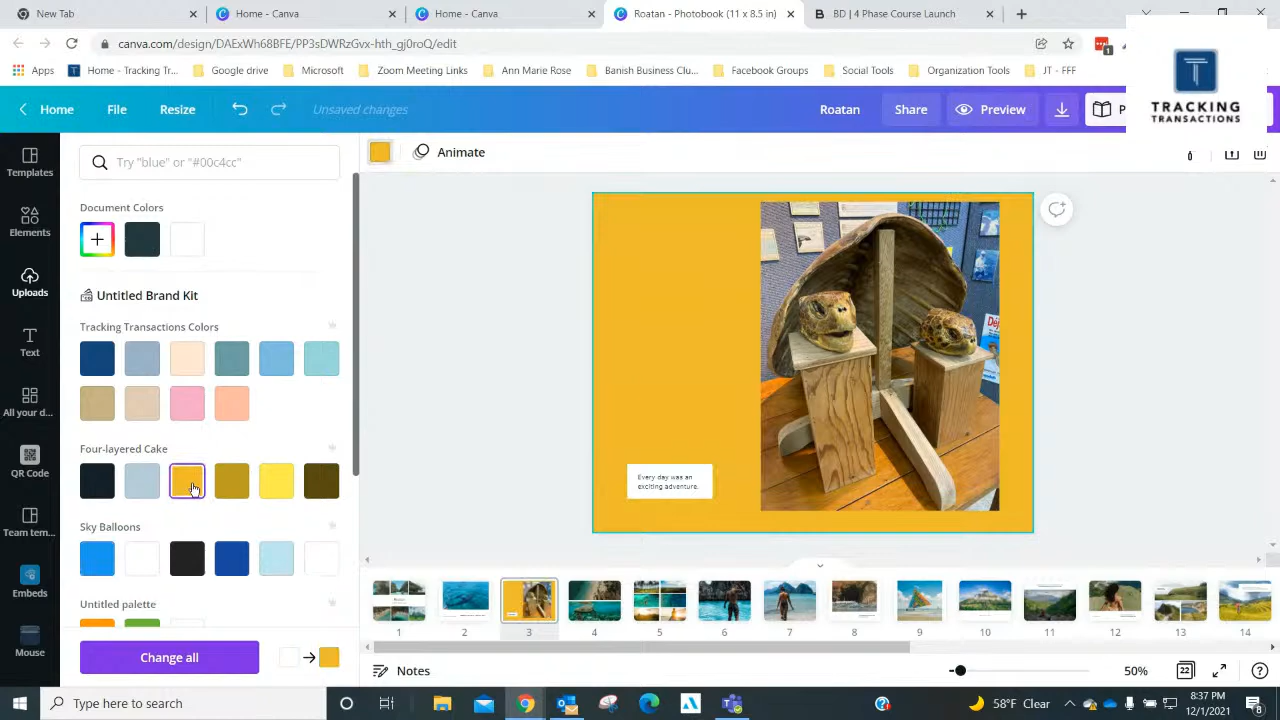 New Tab
Home - Canva
Home - Canva
Roatan - Photobook (11 x 8.5 in)
BD | 4 Phase Course Launch
canva.com/design/DAExWh68BFE/PP3sDWRzGvx-hth_gj0roQ/edit
1
Apps
Home - Tracking Tr...
Google drive
Microsoft
Zoom Meeting Links
Ann Marie Rose
Banish Business Clu...
Facebook Groups
Social Tools
Organization Tools
JT - FFF
T
TRACKING
TRANSACTIONS
Home
File
Resize
Unsaved changes
Roatan
Share
Preview
P
Templates
Elements
Uploads
Text
All your d...
QR Code
Team tem...
Embeds
Mouse
Try "blue" or "#00c4cc"
Document Colors
Untitled Brand Kit
Tracking Transactions Colors
Four-layered Cake
Sky Balloons
Untitled palette
Change all
Animate
Every day was an
exciting adventure.
1 2 3 4 5 6 7 8 9 10 11 12 13 14
Notes
50%
22
Type here to search
58°F Clear
8:37 PM
12/1/2021
8